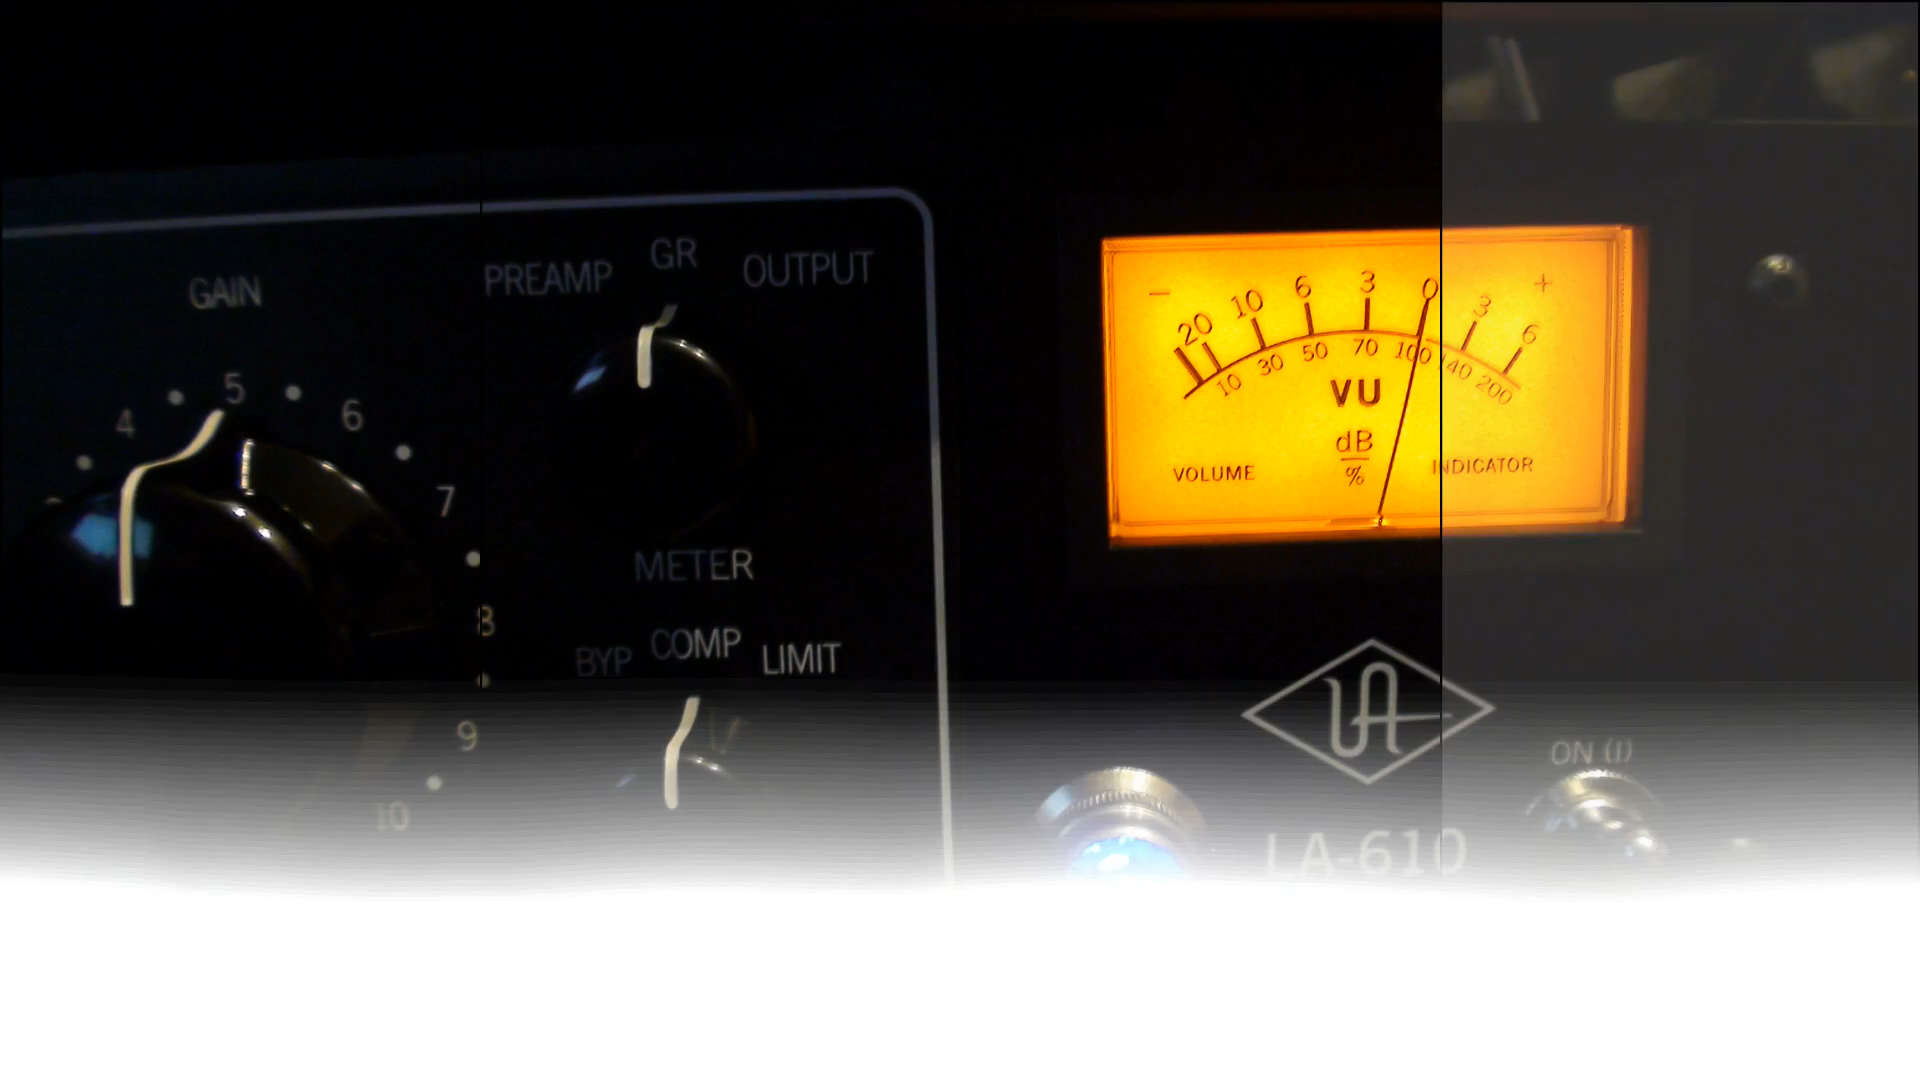 GAIN
4
5
6
7
8
9
10
PREAMP
GR
OUTPUT
METER
BYP
COMP
LIMIT
− 20 10 6 3 0 3 6 +
10 30 50 70 100 140 200
VU
dB
%
VOLUME
INDICATOR
UA
ON (I)
LA-610